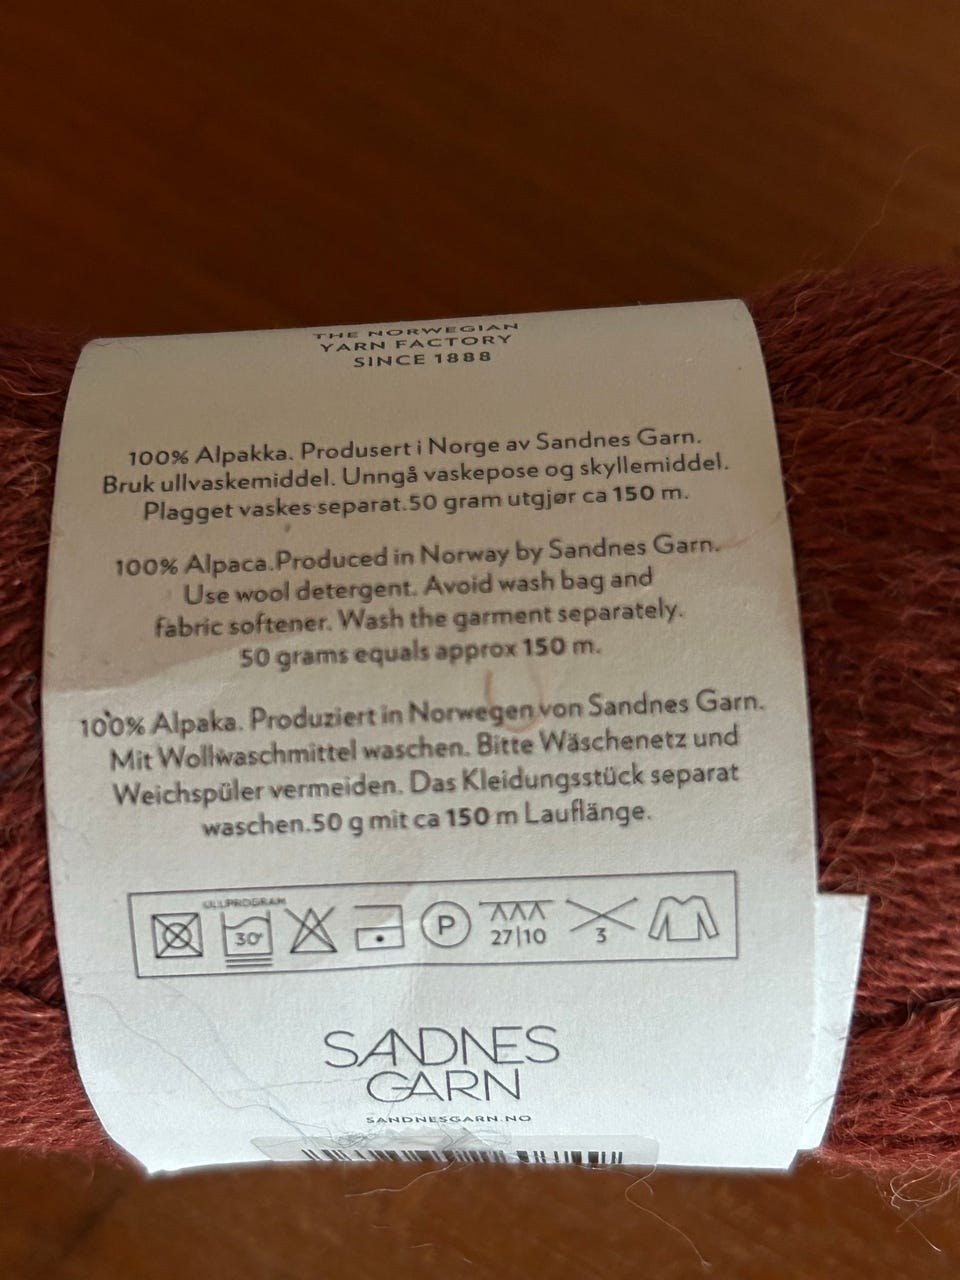 THE NORWEGIAN
YARN FACTORY
SINCE 1888
100% Alpakka. Produsert i Norge av Sandnes Garn.
Bruk ullvaskemiddel. Unngå vaskepose og skyllemiddel.
Plagget vaskes separat.50 gram utgjør ca 150 m.
100% Alpaca.Produced in Norway by Sandnes Garn.
Use wool detergent. Avoid wash bag and
fabric softener. Wash the garment separately.
50 grams equals approx 150 m.
100% Alpaka. Produziert in Norwegen von Sandnes Garn.
Mit Wollwaschmittel waschen. Bitte Wäschenetz und
Weichspüler vermeiden. Das Kleidungsstück separat
waschen.50 g mit ca 150 m Lauflänge.
ULLPROGRAM
30° P 27|10 3
SANDNES
GARN
SANDNESGARN.NO